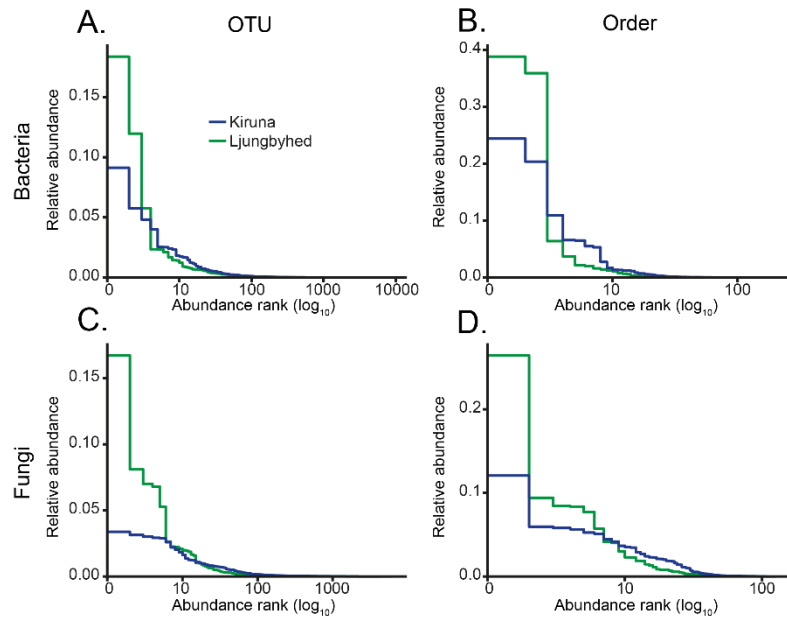 A. OTU
B. Order
Bacteria
Relative abundance
0.15
0.10
0.05
0.00
Kiruna
Ljungbyhed
0 10 100 1000 10000
Abundance rank (log10)
Relative abundance
0.4
0.3
0.2
0.1
0.0
0 10 100
Abundance rank (log10)
C.
Fungi
Relative abundance
0.15
0.10
0.05
0.00
0 10 100 1000
Abundance rank (log10)
D.
Relative abundance
0.2
0.1
0.0
0 10 100
Abundance rank (log10)